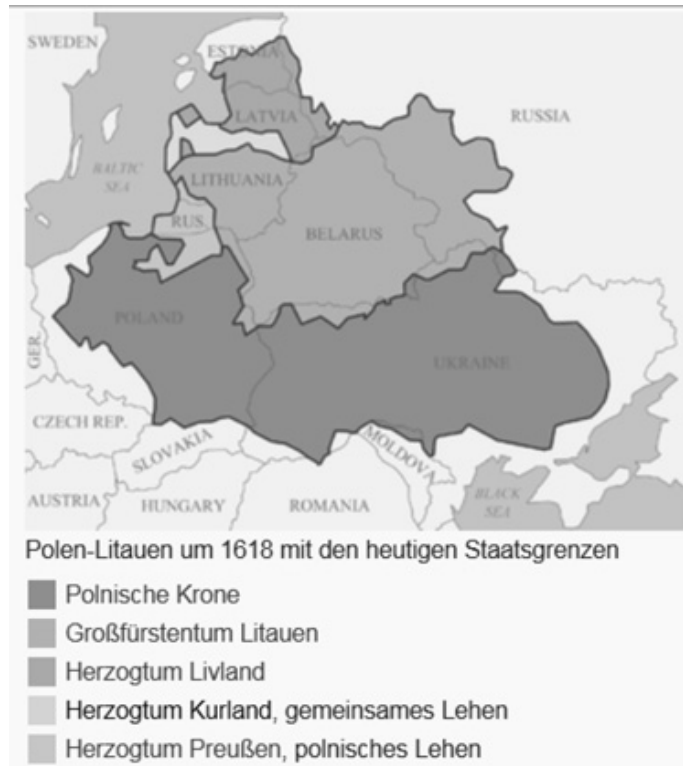 SWEDEN
ESTONIA
RUSSIA
LATVIA
BALTIC
SEA
LITHUANIA
RUS.
BELARUS
POLAND
GER.
UKRAINE
CZECH REP.
SLOVAKIA
MOLDOVA
AUSTRIA
HUNGARY
ROMANIA
BLACK
SEA
Polen-Litauen um 1618 mit den heutigen Staatsgrenzen
Polnische Krone
Großfürstentum Litauen
Herzogtum Livland
Herzogtum Kurland, gemeinsames Lehen
Herzogtum Preußen, polnisches Lehen